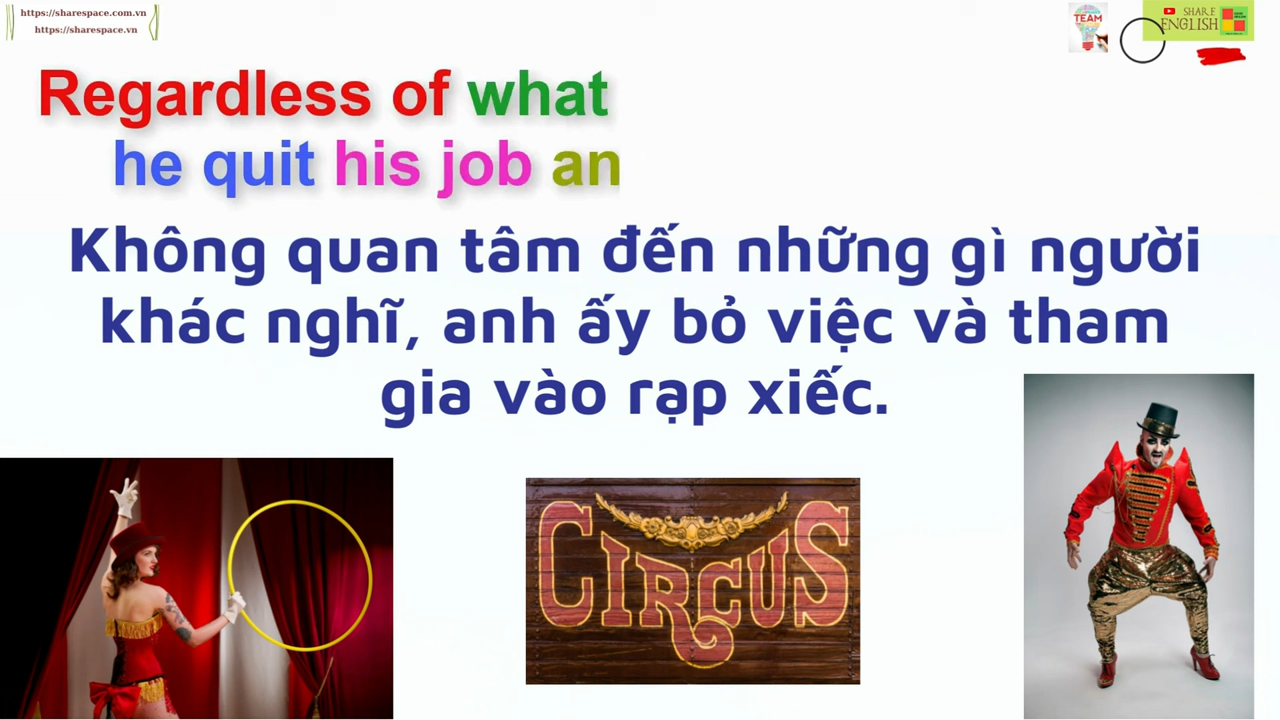 https://sharespace.com.vn
https://sharespace.vn
TEAM
SHARE
ENGLISH
Regardless of what
he quit his job an
Không quan tâm đến những gì người
khác nghĩ, anh ấy bỏ việc và tham
gia vào rạp xiếc.
CIRCUS